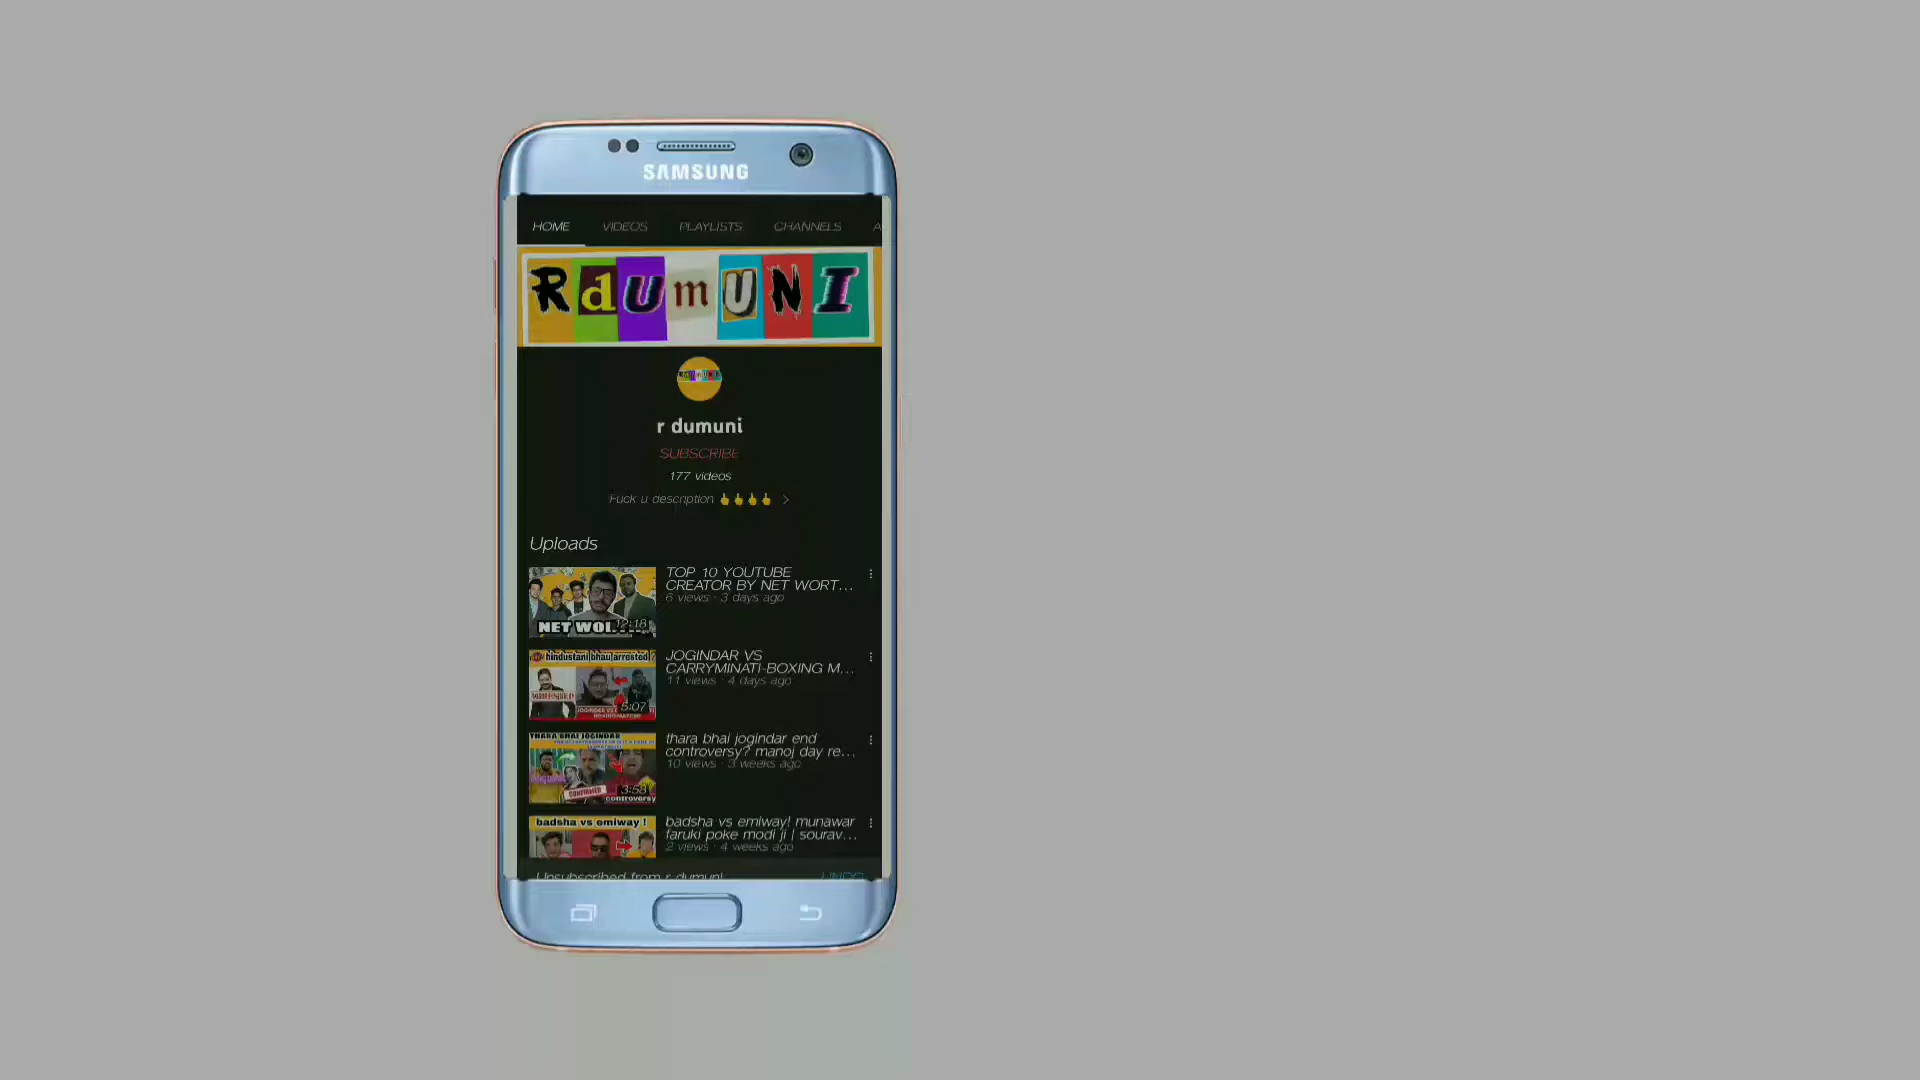 SAMSUNG
HOME VIDEOS PLAYLISTS CHANNELS A
RdUmUNI
r dumuni
SUBSCRIBE
177 videos
Fuck u description 🖕🖕🖕🖕 >
Uploads
TOP 10 YOUTUBE
CREATOR BY NET WORT...
6 views · 3 days ago
NET WOL
12:18
hindustani bhau arrested
JOGINDAR VS
CARRYMINATI-BOXING M...
11 views · 4 days ago
5:07
THARA BHAI JOGINDAR
thara bhai jogindar end
controversy? manoj day re...
10 views · 3 weeks ago
CONFIRMED
3:58
controversy
badsha vs emiway !
badsha vs emiway! munawar
faruki poke modi ji | sourav...
2 views · 4 weeks ago
Unsubscribed from r dumuni UNDO